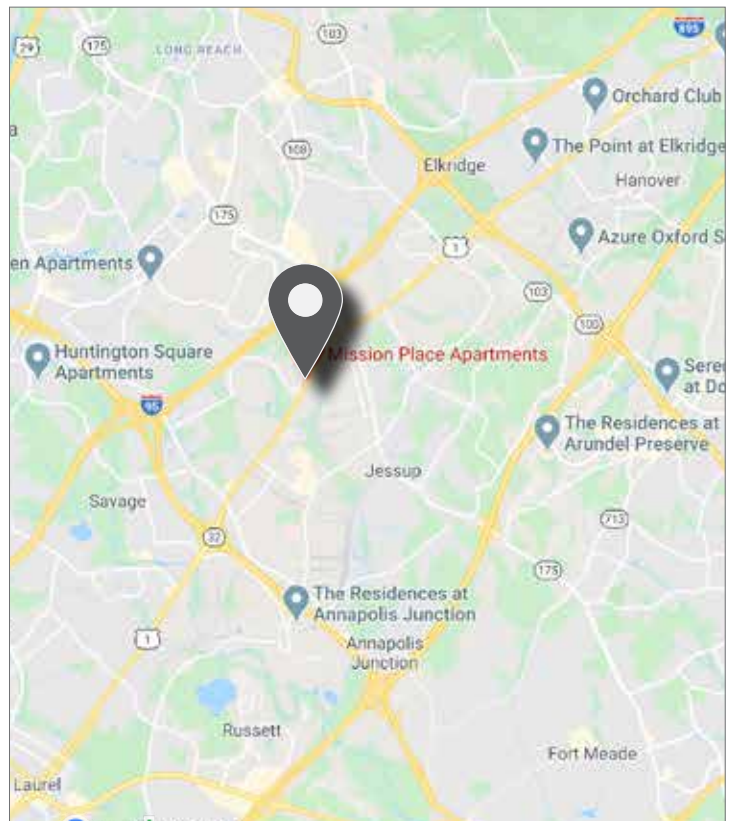 29
175
LONG REACH
103
895
Orchard Club
108
The Point at Elkridge
Elkridge
Hanover
175
1
Azure Oxford S
en Apartments
103
100
Mission Place Apartments
Huntington Square
Apartments
Sere
at Do
95
The Residences at
Arundel Preserve
Jessup
Savage
713
32
175
The Residences at
Annapolis Junction
1
Annapolis
Junction
Russett
Fort Meade
Laurel